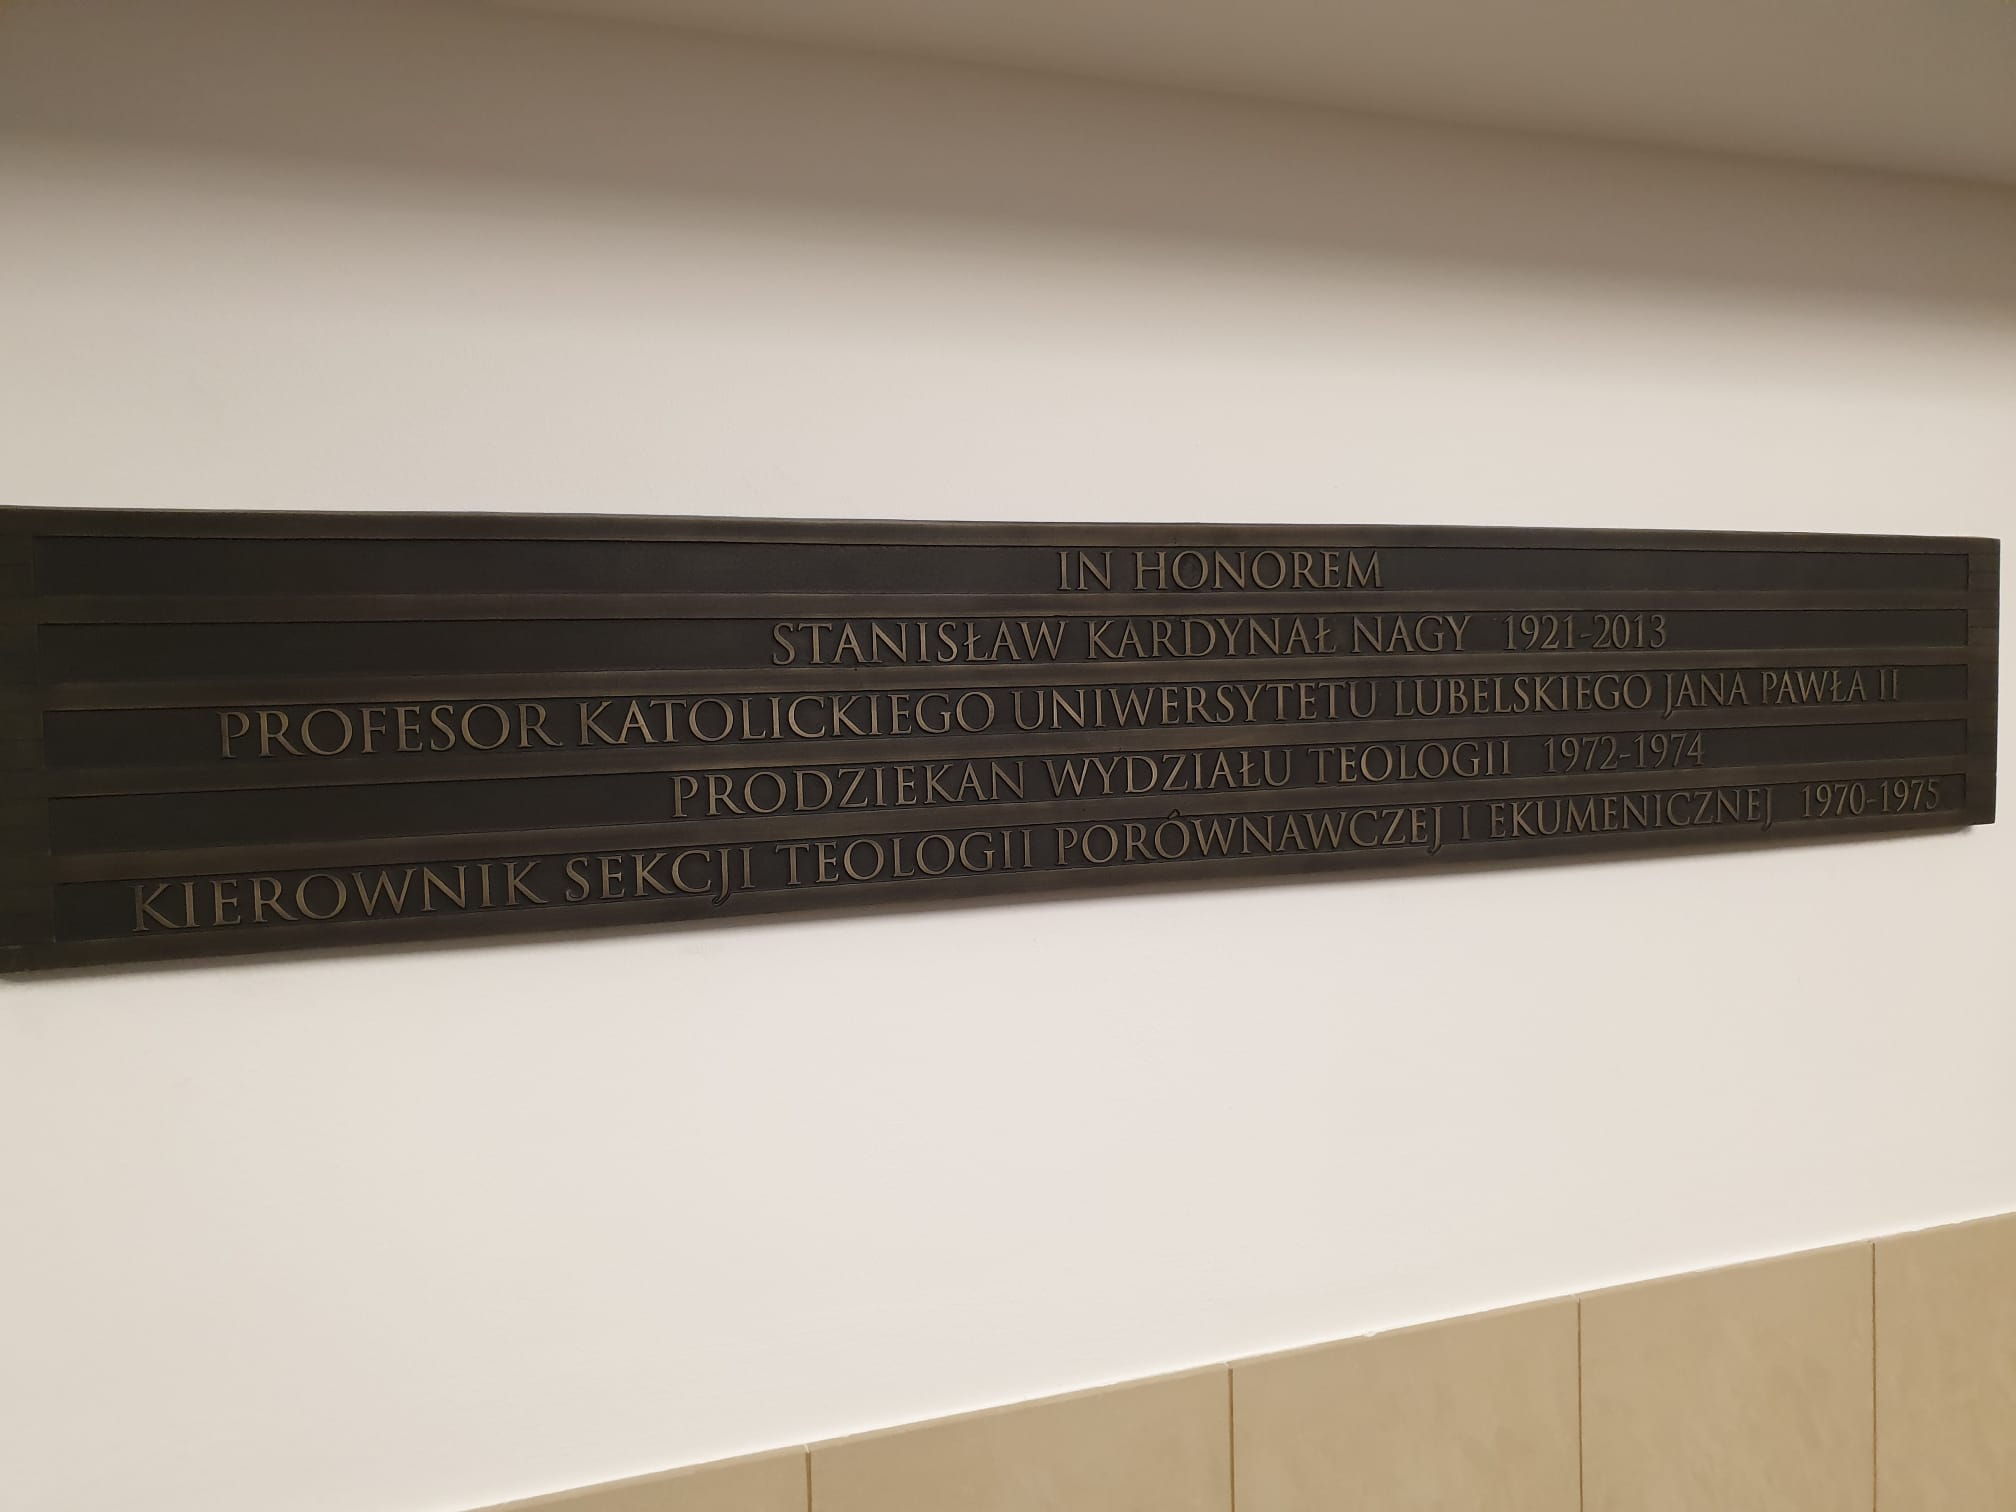 IN HONOREM
STANISŁAW KARDYNAŁ NAGY 1921-2013
PROFESOR KATOLICKIEGO UNIWERSYTETU LUBELSKIEGO JANA PAWŁA II
PRODZIEKAN WYDZIAŁU TEOLOGII 1972-1974
KIEROWNIK SEKCJI TEOLOGII PORÓWNAWCZEJ I EKUMENICZNEJ 1970-1975